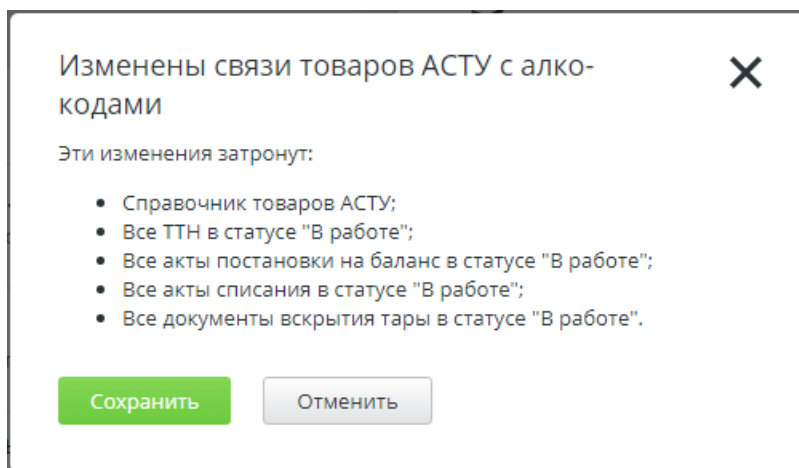 Изменены связи товаров АСТУ с алко-
кодами
Эти изменения затронут:
• Справочник товаров АСТУ;
• Все ТТН в статусе "В работе";
• Все акты постановки на баланс в статусе "В работе";
• Все акты списания в статусе "В работе";
• Все документы вскрытия тары в статусе "В работе".
Сохранить
Отменить